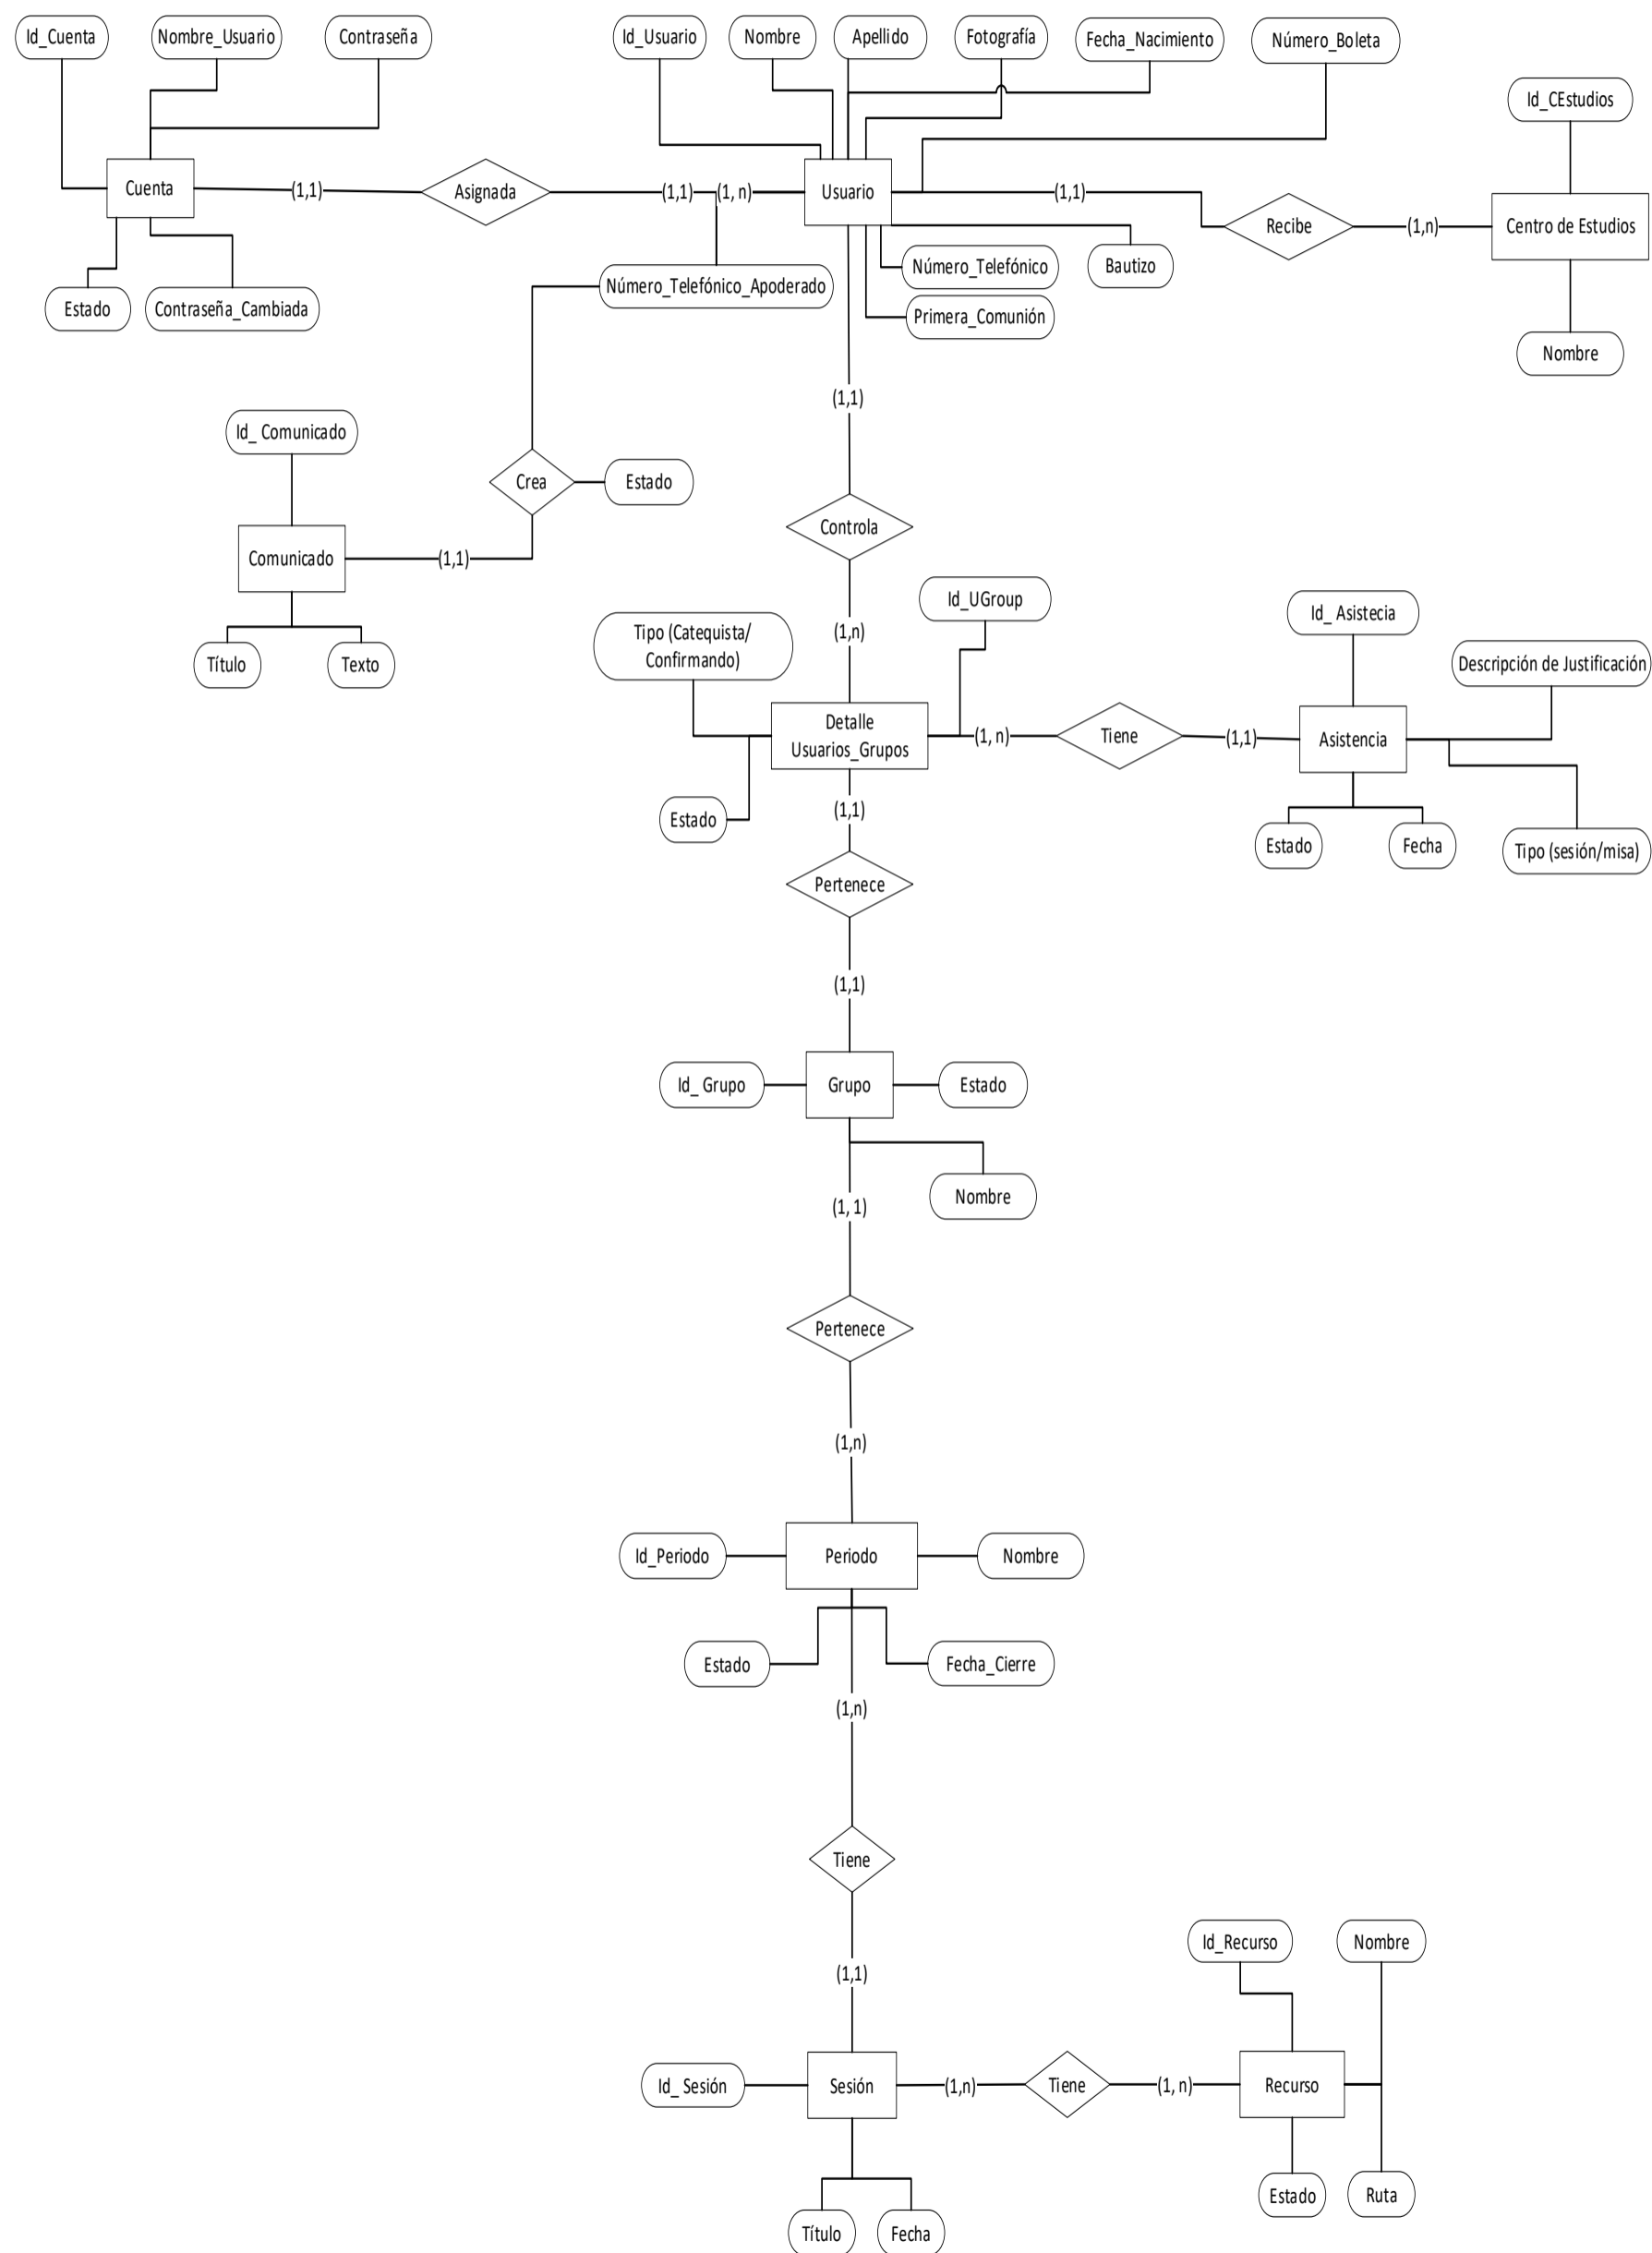 Id_Cuenta
Nombre_Usuario
Contraseña
Id_Usuario
Nombre
Apellido
Fotografía
Fecha_Nacimiento
Número_Boleta
Id_CEstudios
Cuenta
(1,1)
Asignada
(1,1)
(1, n)
Usuario
(1,1)
Recibe
(1,n)
Centro de Estudios
Estado
Contraseña_Cambiada
Número_Telefónico_Apoderado
Número_Telefónico
Bautizo
Primera_Comunión
Nombre
(1,1)
Id_ Comunicado
Crea
Estado
Controla
Comunicado
(1,1)
Título
Texto
Tipo (Catequista/
Confirmando)
(1,n)
Id_UGroup
Id_ Asistecia
Descripción de Justificación
Detalle
Usuarios_Grupos
(1, n)
Tiene
(1,1)
Asistencia
Estado
(1,1)
Estado
Fecha
Tipo (sesión/misa)
Pertenece
(1,1)
Id_ Grupo
Grupo
Estado
Nombre
(1, 1)
Pertenece
(1,n)
Id_Periodo
Periodo
Nombre
Estado
Fecha_Cierre
(1,n)
Tiene
(1,1)
Id_Recurso
Nombre
Id_ Sesión
Sesión
(1,n)
Tiene
(1, n)
Recurso
Estado
Ruta
Título
Fecha